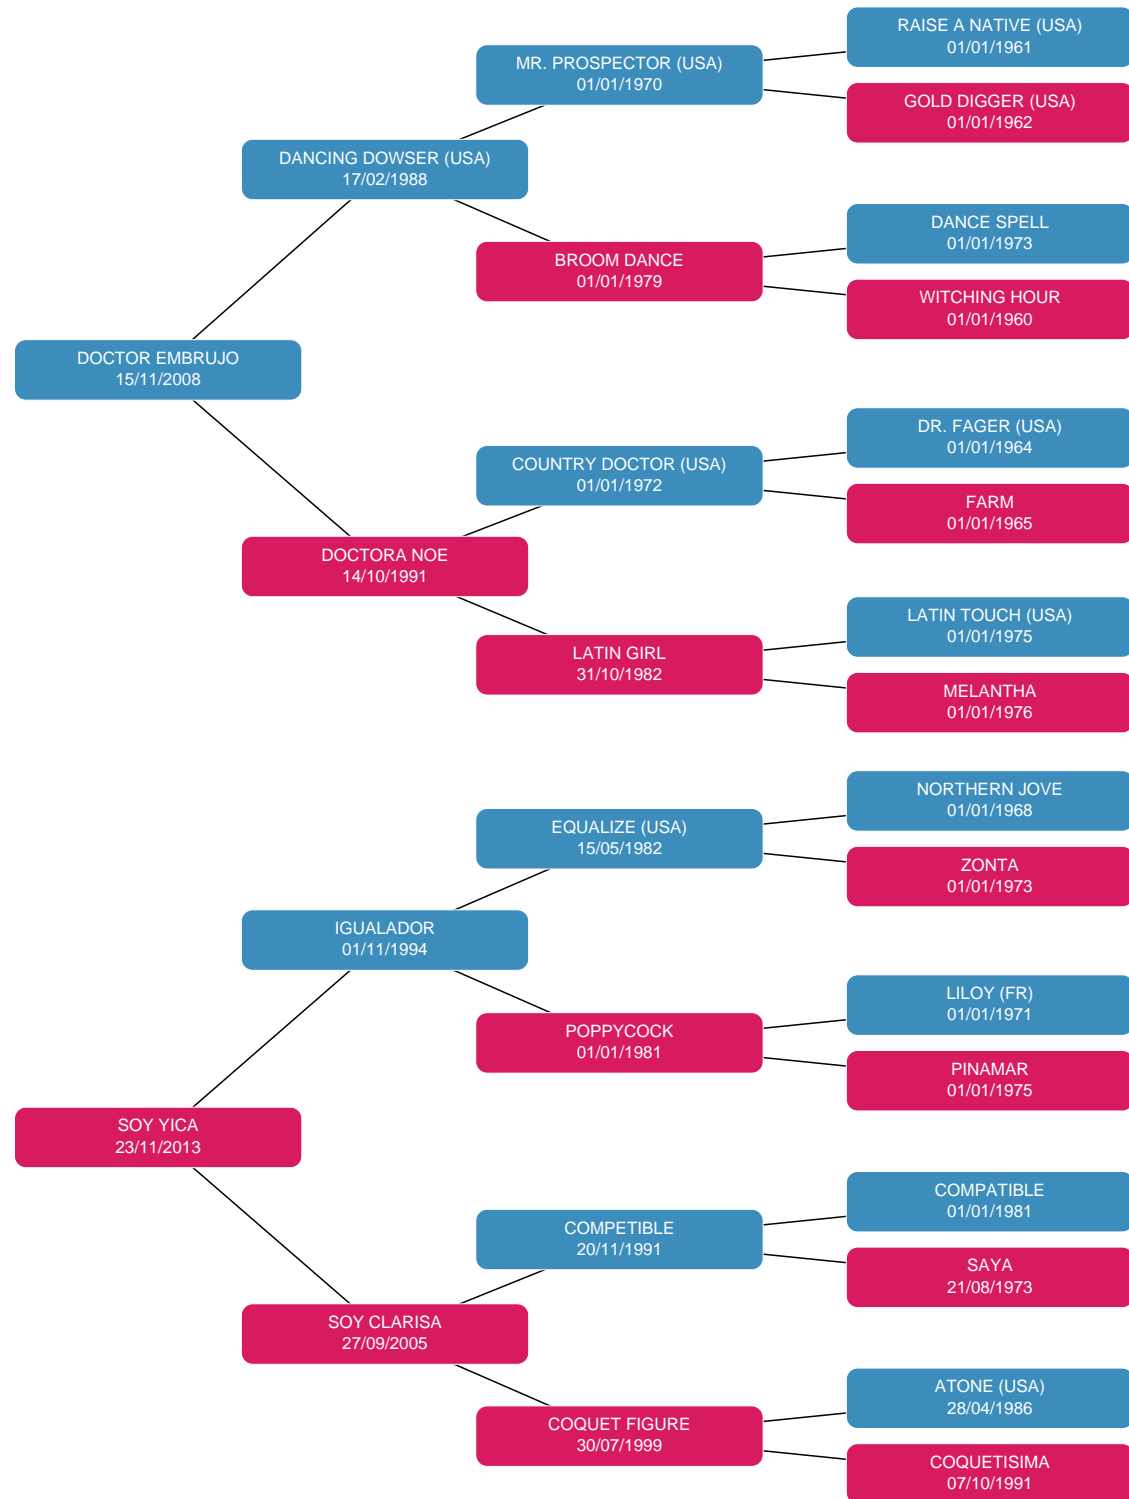 RAISE A NATIVE (USA)
01/01/1961
MR. PROSPECTOR (USA)
01/01/1970
GOLD DIGGER (USA)
01/01/1962
DANCING DOWSER (USA)
17/02/1988
DANCE SPELL
01/01/1973
BROOM DANCE
01/01/1979
WITCHING HOUR
01/01/1960
DOCTOR EMBRUJO
15/11/2008
DR. FAGER (USA)
01/01/1964
COUNTRY DOCTOR (USA)
01/01/1972
FARM
01/01/1965
DOCTORA NOE
14/10/1991
LATIN TOUCH (USA)
01/01/1975
LATIN GIRL
31/10/1982
MELANTHA
01/01/1976
NORTHERN JOVE
01/01/1968
EQUALIZE (USA)
15/05/1982
ZONTA
01/01/1973
IGUALADOR
01/11/1994
LILOY (FR)
01/01/1971
POPPYCOCK
01/01/1981
PINAMAR
01/01/1975
SOY YICA
23/11/2013
COMPATIBLE
01/01/1981
COMPETIBLE
20/11/1991
SAYA
21/08/1973
SOY CLARISA
27/09/2005
ATONE (USA)
28/04/1986
COQUET FIGURE
30/07/1999
COQUETISIMA
07/10/1991